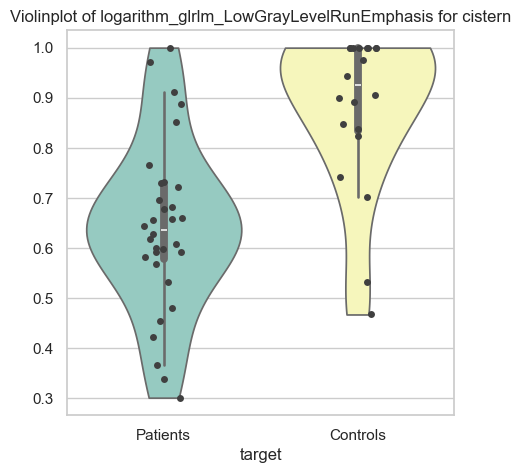 Violinplot of logarithm_glrlm_LowGrayLevelRunEmphasis for cistern
1.0
0.9
0.8
0.7
0.6
0.5
0.4
0.3
Patients Controls
target